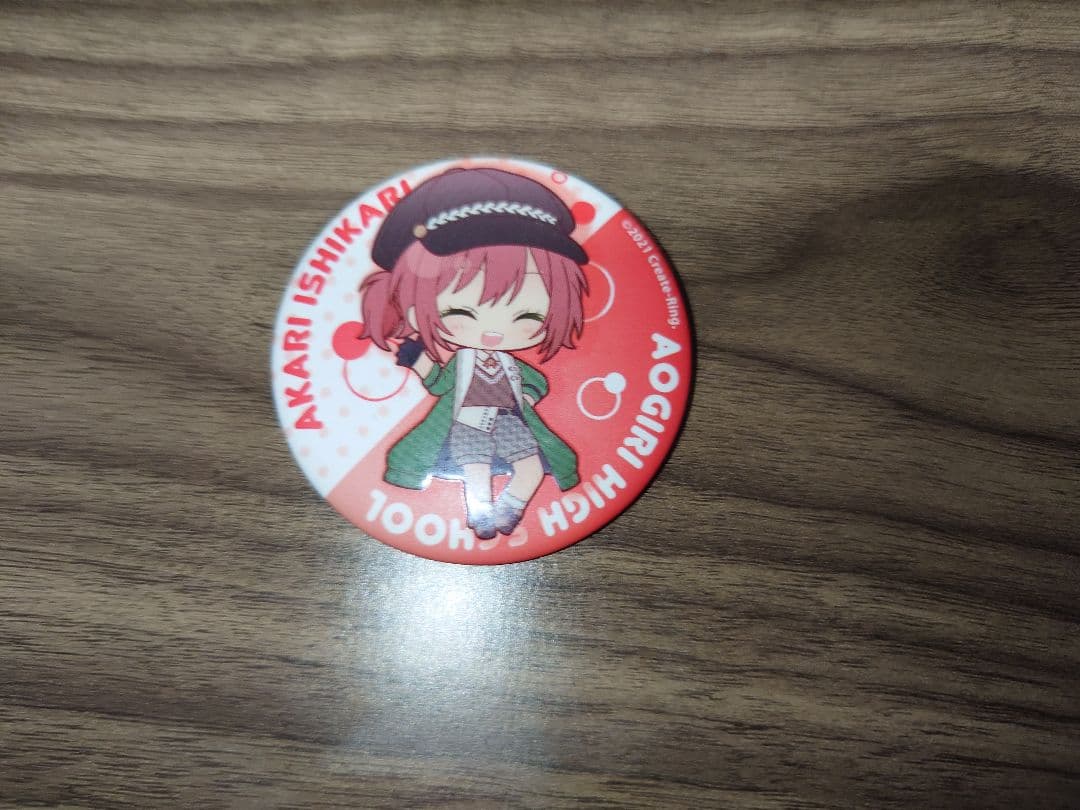 AKARI ISHIKARI
©2021 Create-Ring.
AOGIRI HIGH SCHOOL